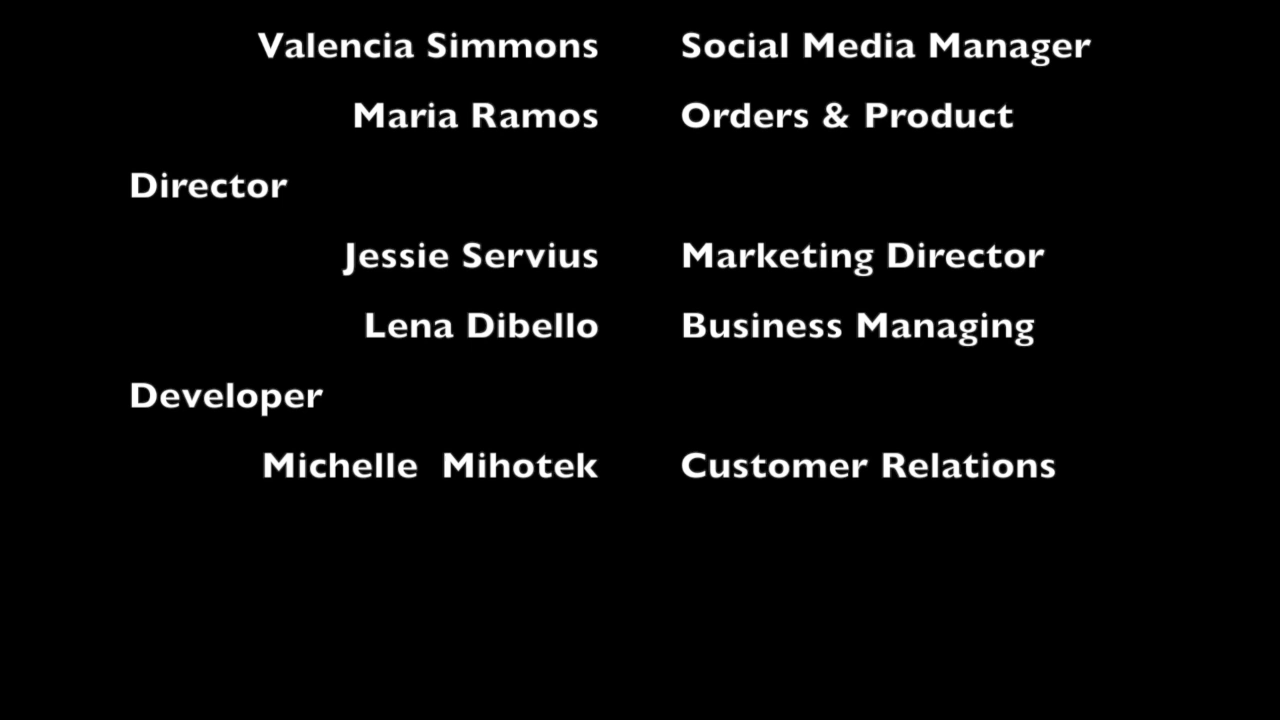 Valencia Simmons Social Media Manager
Maria Ramos Orders & Product
Director
Jessie Servius Marketing Director
Lena Dibello Business Managing
Developer
Michelle  Mihotek Customer Relations